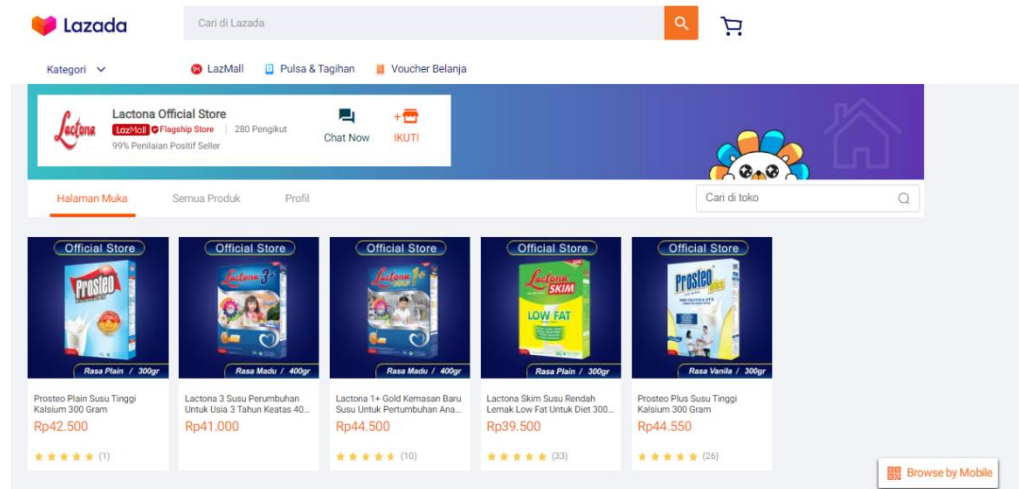 Lazada
Cari di Lazada
Kategori
LazMall
Pulsa & Tagihan
Voucher Belanja
Lactona
Lactona Official Store
LazMall Flagship Store | 280 Pengikut
99% Penilaian Positif Seller
Chat Now
IKUTI
Halaman Muka
Semua Produk
Profil
Cari di toko
Official Store
Prosteo
Rasa Plain / 300gr
Prosteo Plain Susu Tinggi
Kalsium 300 Gram
Rp42.500
(1)
Official Store
Lactona 3+
Rasa Madu / 400gr
Lactona 3 Susu Perumbuhan
Untuk Usia 3 Tahun Keatas 40...
Rp41.000
Official Store
Lactona 1+
Rasa Madu / 400gr
Lactona 1+ Gold Kemasan Baru
Susu Untuk Pertumbuhan Ana...
Rp44.500
(10)
Official Store
Lactona
SKIM
LOW FAT
Rasa Plain / 300gr
Lactona Skim Susu Rendah
Lemak Low Fat Untuk Diet 300...
Rp39.500
(33)
Official Store
Prosteo plus
Rasa Vanila / 300gr
Prosteo Plus Susu Tinggi
Kalsium 300 Gram
Rp44.550
(26)
Browse by Mobile